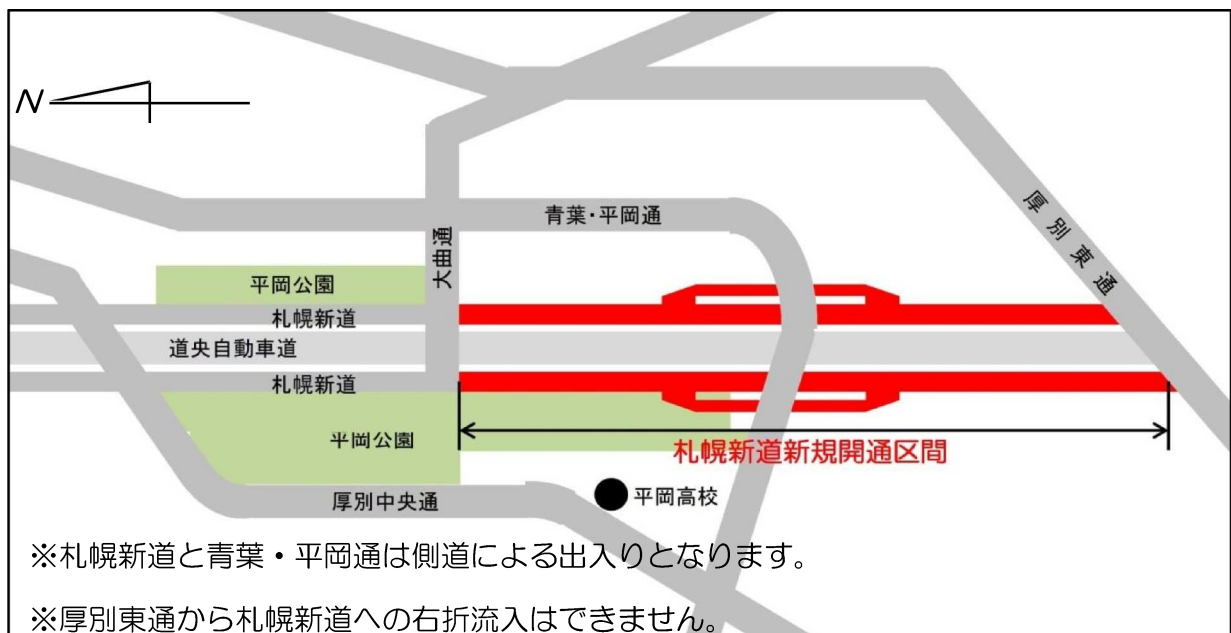 N
青葉・平岡通
大曲通
厚別東通
平岡公園
札幌新道
道央自動車道
札幌新道
平岡公園
札幌新道新規開通区間
厚別中央通
平岡高校
※札幌新道と青葉・平岡通は側道による出入りとなります。
※厚別東通から札幌新道への右折流入はできません。